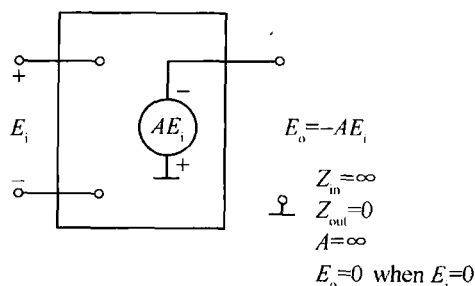 +
−
AE_i
E_i
+
−
E_o=−AE_i
Z_in=∞
Z_out=0
A=∞
E_o=0 when E_i=0